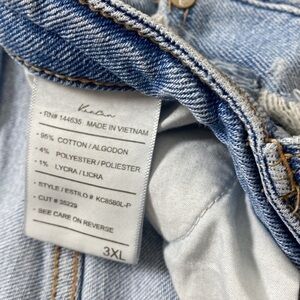 KanCan
- RN# 144635 MADE IN VIETNAM
- 95% COTTON / ALGODON
- 4% POLYESTER / POLIESTER
- 1% LYCRA / LICRA
- STYLE / ESTILO # KC8580L-P
- CUT # 35229
- SEE CARE ON REVERSE
3XL